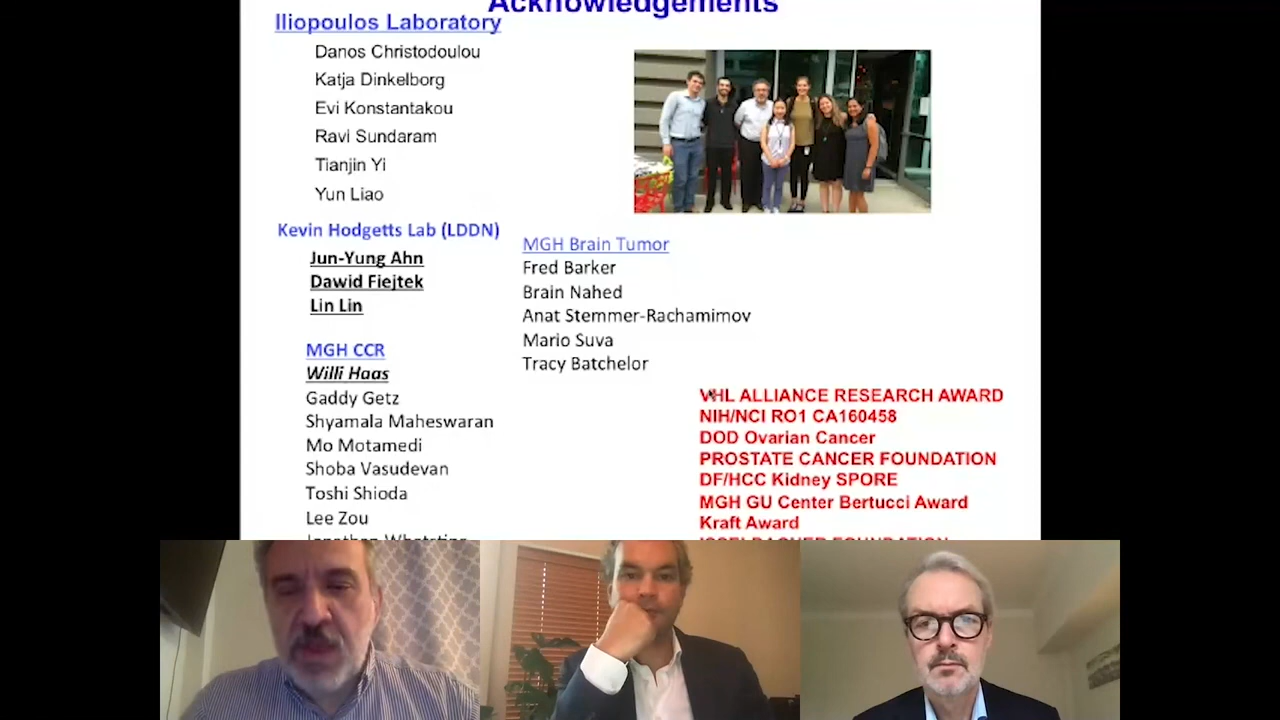 Acknowledgements
Iliopoulos Laboratory
Danos Christodoulou
Katja Dinkelborg
Evi Konstantakou
Ravi Sundaram
Tianjin Yi
Yun Liao
Kevin Hodgetts Lab (LDDN)
Jun-Yung Ahn
Dawid Fiejtek
Lin Lin
MGH CCR
Willi Haas
Gaddy Getz
Shyamala Maheswaran
Mo Motamedi
Shoba Vasudevan
Toshi Shioda
Lee Zou
MGH Brain Tumor
Fred Barker
Brain Nahed
Anat Stemmer-Rachamimov
Mario Suva
Tracy Batchelor
VHL ALLIANCE RESEARCH AWARD
NIH/NCI RO1 CA160458
DOD Ovarian Cancer
PROSTATE CANCER FOUNDATION
DF/HCC Kidney SPORE
MGH GU Center Bertucci Award
Kraft Award